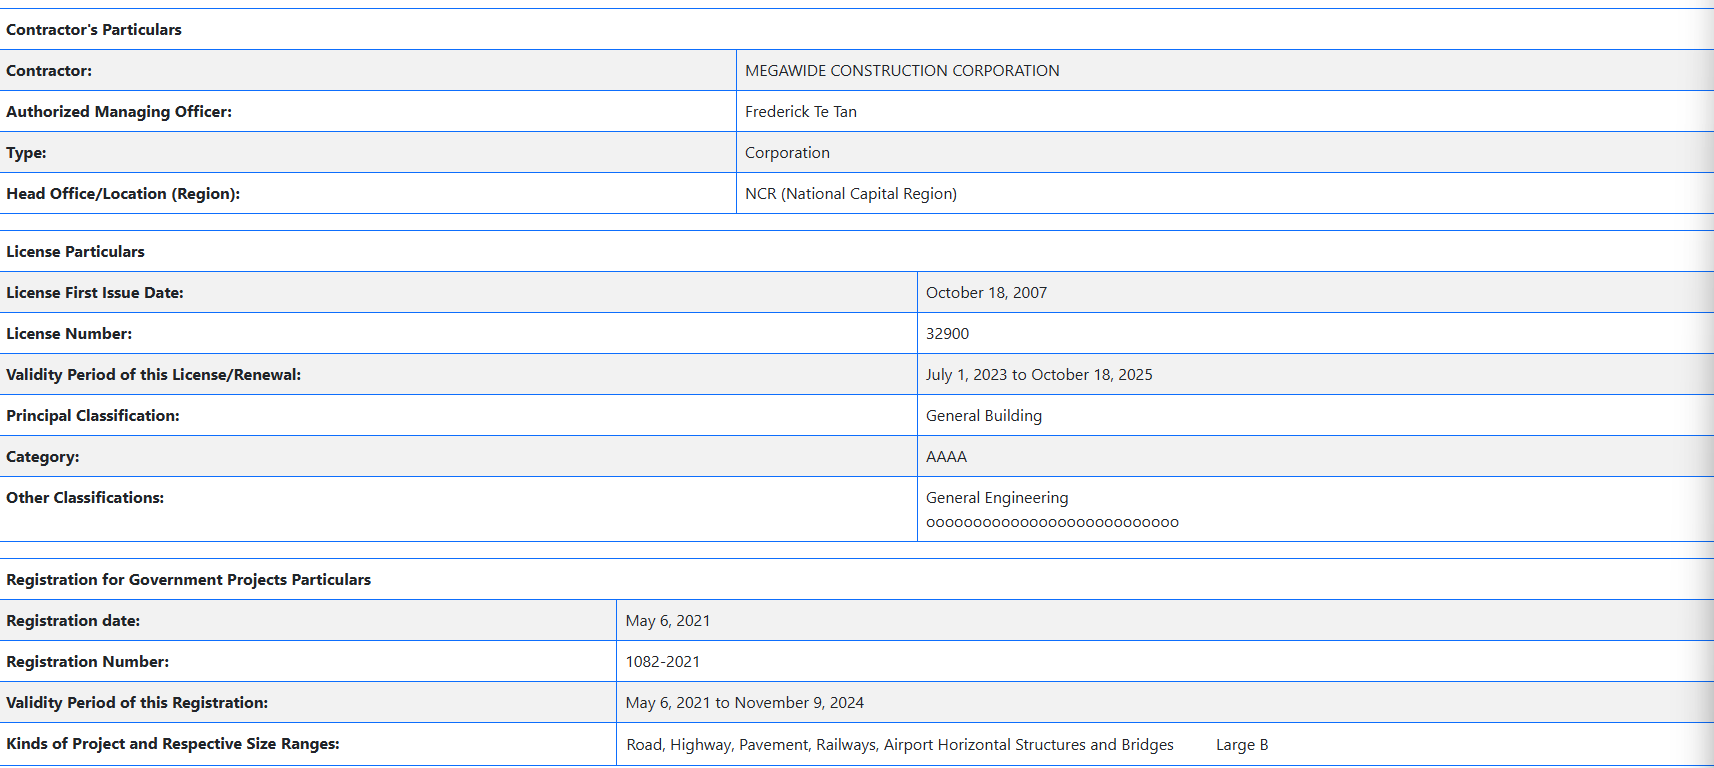 Contractor's Particulars
Contractor: MEGAWIDE CONSTRUCTION CORPORATION
Authorized Managing Officer: Frederick Te Tan
Type: Corporation
Head Office/Location (Region): NCR (National Capital Region)
License Particulars
License First Issue Date: October 18, 2007
License Number: 32900
Validity Period of this License/Renewal: July 1, 2023 to October 18, 2025
Principal Classification: General Building
Category: AAAA
Other Classifications: General Engineering
ooooooooooooooooooooooooooo
Registration for Government Projects Particulars
Registration date: May 6, 2021
Registration Number: 1082-2021
Validity Period of this Registration: May 6, 2021 to November 9, 2024
Kinds of Project and Respective Size Ranges: Road, Highway, Pavement, Railways, Airport Horizontal Structures and Bridges Large B